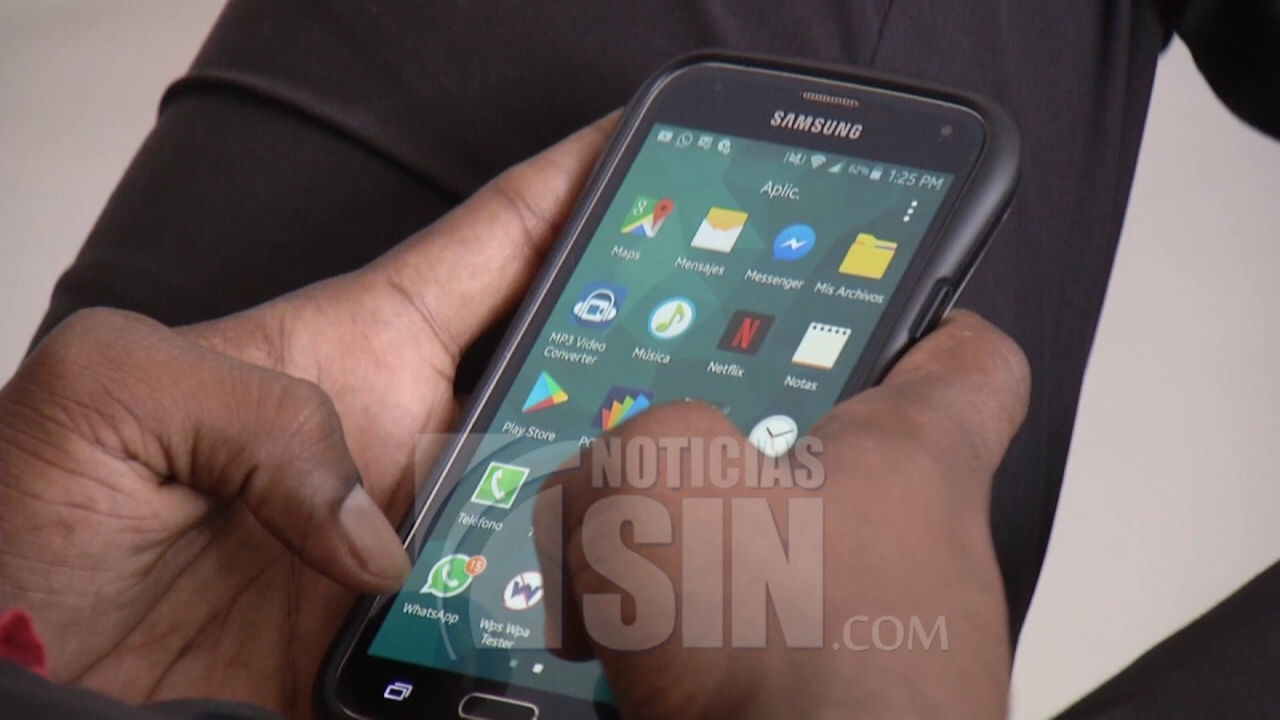 SAMSUNG
62% 1:25 PM
Aplic.
Maps
Mensajes
Messenger
Mis Archivos
MP3 Video
Converter
Música
Netflix
Notas
Play Store
Teléfono
WhatsApp
15
Wps Wpa
Tester
NOTICIAS
SIN
.COM